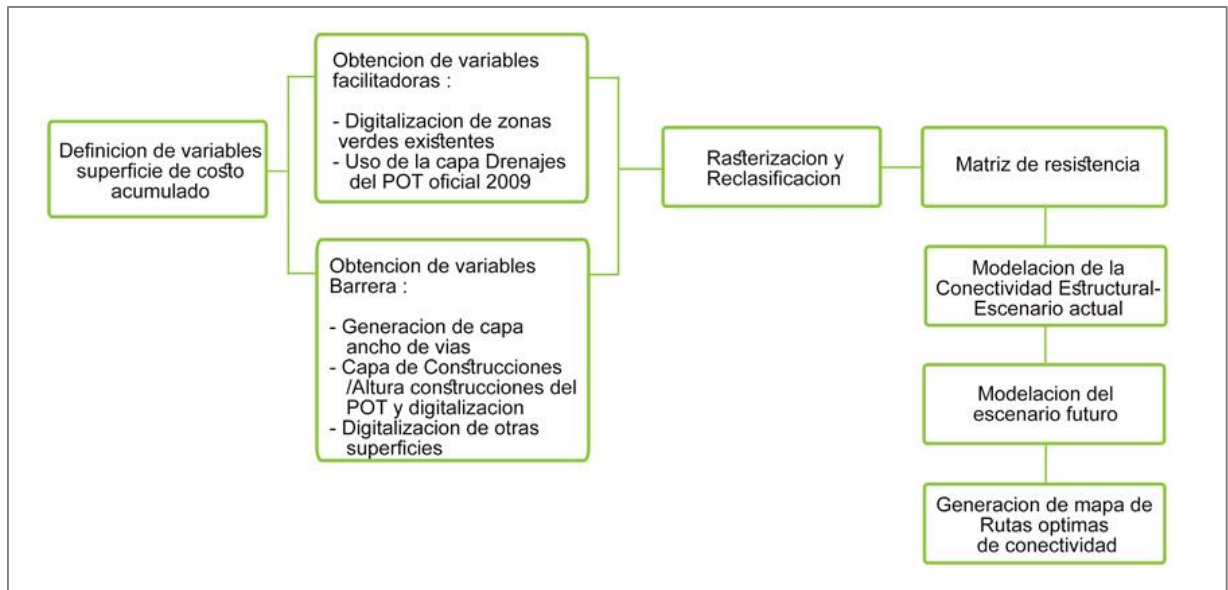 Definicion de variables
superficie de costo
acumulado
Obtencion de variables
facilitadoras :
- Digitalizacion de zonas
verdes existentes
- Uso de la capa Drenajes
del POT oficial 2009
Obtencion de variables
Barrera :
- Generacion de capa
ancho de vias
- Capa de Construcciones
/Altura construcciones del
POT y digitalizacion
- Digitalizacion de otras
superficies
Rasterizacion y
Reclasificacion
Matriz de resistencia
Modelacion de la
Conectividad Estructural-
Escenario actual
Modelacion del
escenario futuro
Generacion de mapa de
Rutas optimas
de conectividad